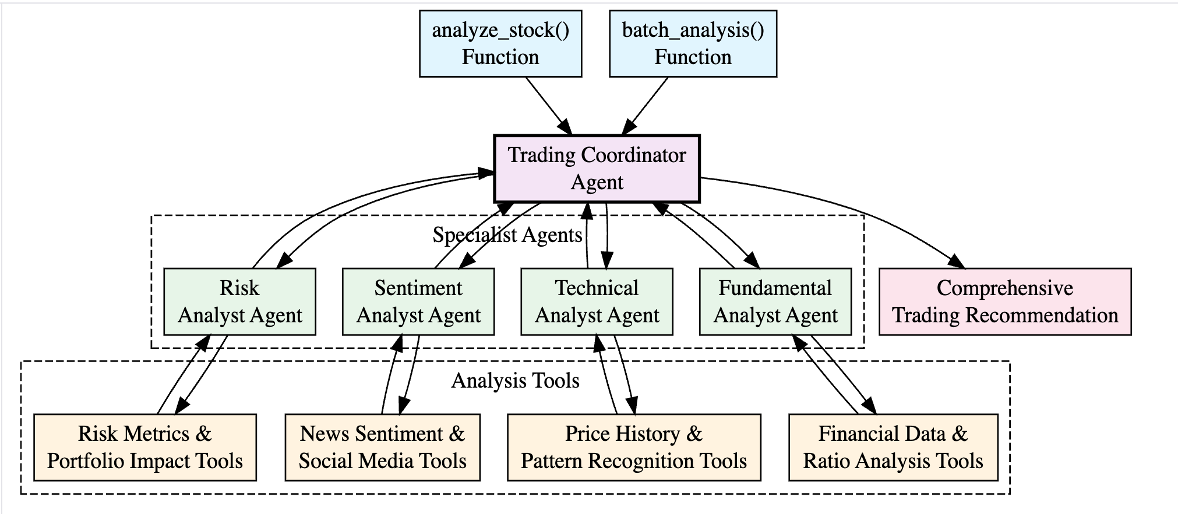 analyze_stock()
Function
batch_analysis()
Function
Trading Coordinator
Agent
Specialist Agents
Risk
Analyst Agent
Sentiment
Analyst Agent
Technical
Analyst Agent
Fundamental
Analyst Agent
Comprehensive
Trading Recommendation
Analysis Tools
Risk Metrics &
Portfolio Impact Tools
News Sentiment &
Social Media Tools
Price History &
Pattern Recognition Tools
Financial Data &
Ratio Analysis Tools